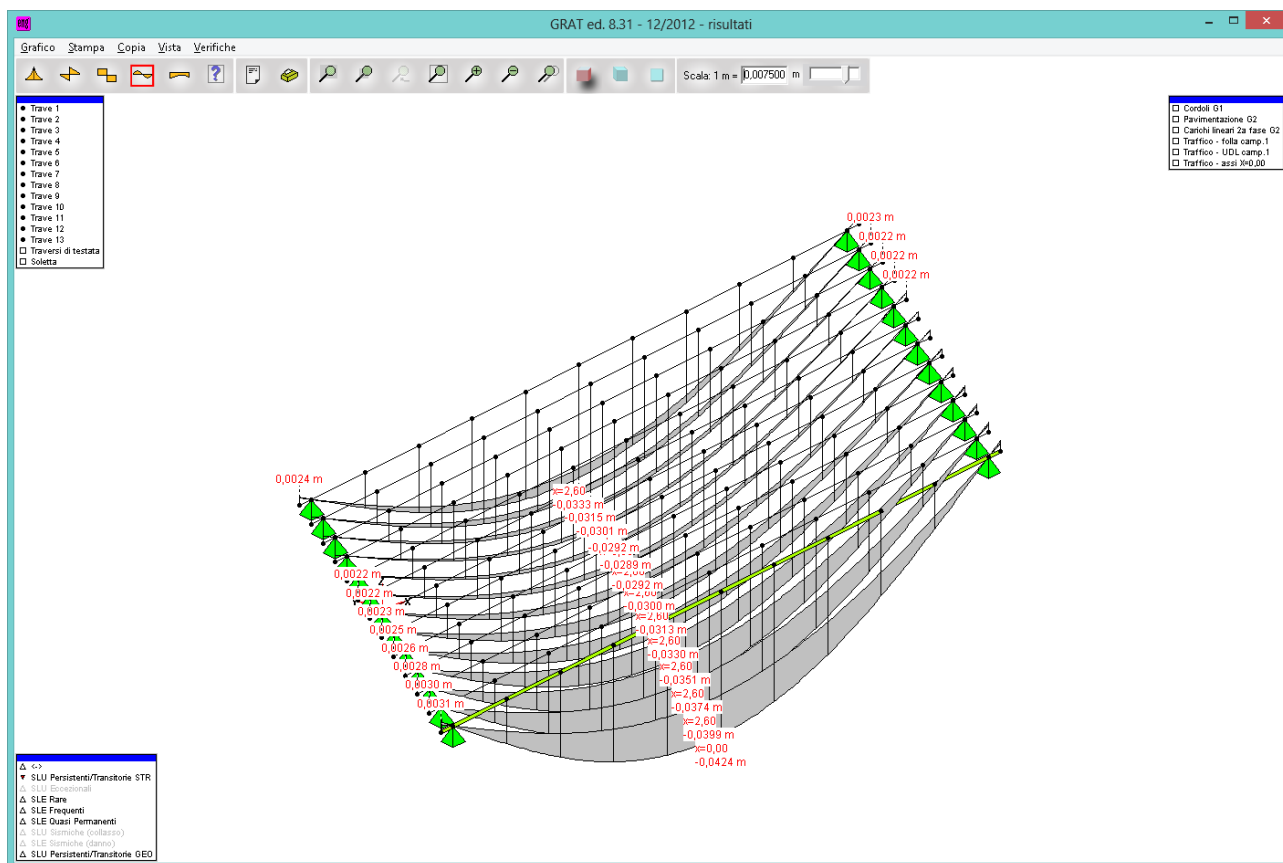 GRAT ed. 8.31 - 12/2012 - risultati
Grafico Stampa Copia Vista Verifiche
Scala: 1 m = 0,007500 m
Trave 1
Trave 2
Trave 3
Trave 4
Trave 5
Trave 6
Trave 7
Trave 8
Trave 9
Trave 10
Trave 11
Trave 12
Trave 13
Traversi di testata
Soletta
Cordoli G1
Pavimentazione G2
Carichi lineari 2a fase G2
Traffico - folla camp.1
Traffico - UDL camp.1
Traffico - assi X=0,00
0,0023 m
0,0022 m
0,0022 m
0,0022 m
0,0024 m
x=2,60
-0,0333 m
-0,0315 m
-0,0301 m
-0,0292 m
-0,0289 m
-0,0292 m
x=2,60
-0,0300 m
x=2,60
-0,0313 m
x=2,60
-0,0330 m
x=2,60
-0,0351 m
x=2,60
-0,0374 m
x=2,60
-0,0399 m
x=0,00
-0,0424 m
0,0022 m
0,0022 m
0,0023 m
0,0025 m
0,0026 m
0,0028 m
0,0030 m
0,0031 m
<->
SLU Persistenti/Transitorie STR
SLU Eccezionali
SLE Rare
SLE Frequenti
SLE Quasi Permanenti
SLU Sismiche (collasso)
SLE Sismiche (danno)
SLU Persistenti/Transitorie GEO